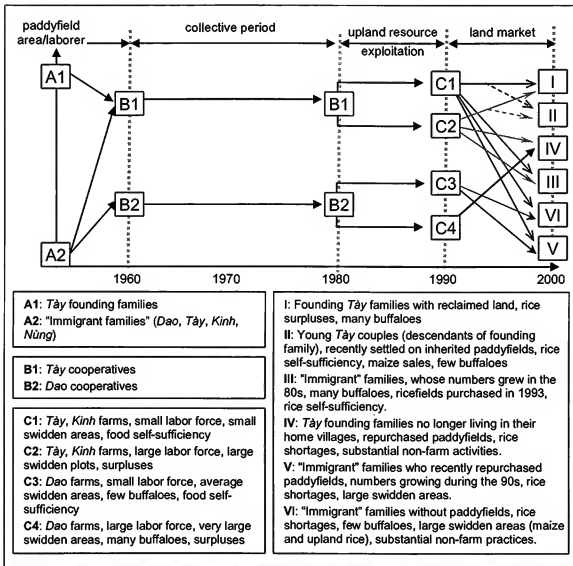 paddyfield area/laborer
collective period
upland resource exploitation
land market
A1
B1
B1
C1
I
II
C2
IV
III
B2
B2
C3
VI
C4
V
A2
1960 1970 1980 1990 2000
A1: Tày founding families
A2: "Immigrant families" (Dao, Tày, Kinh,
Nùng)
B1: Tày cooperatives
B2: Dao cooperatives
C1: Tày, Kinh farms, small labor force, small
swidden areas, food self-sufficiency
C2: Tày, Kinh farms, large labor force, large
swidden plots, surpluses
C3: Dao farms, small labor force, average
swidden areas, few buffaloes, food self-
sufficiency
C4: Dao farms, large labor force, very large
swidden areas, many buffaloes, surpluses
I: Founding Tày families with reclaimed land, rice
surpluses, many buffaloes
II: Young Tày couples (descendants of founding
family), recently settled on inherited paddyfields, rice
self-sufficiency, maize sales, few buffaloes
III: "Immigrant" families, whose numbers grew in the
80s, many buffaloes, ricefields purchased in 1993,
rice self-sufficiency.
IV: Tày founding families no longer living in their
home villages, repurchased paddyfields, rice
shortages, substantial non-farm activities.
V: "Immigrant" families who recently repurchased
paddyfields, numbers growing during the 90s, rice
shortages, large swidden areas.
VI: "Immigrant" families without paddyfields, rice
shortages, few buffaloes, large swidden areas (maize
and upland rice), substantial non-farm practices.